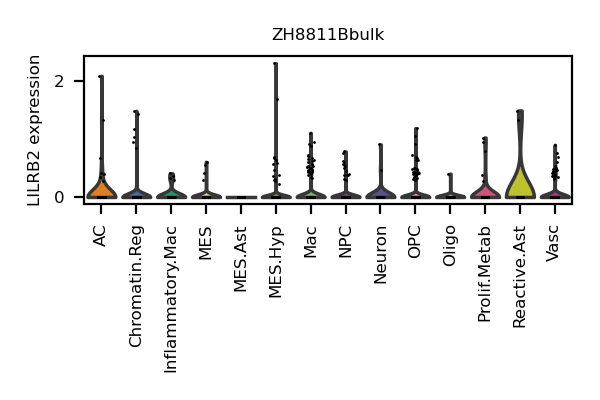 ZH8811Bbulk
LILRB2 expression
2
0
AC
Chromatin.Reg
Inflammatory.Mac
MES
MES.Ast
MES.Hyp
Mac
NPC
Neuron
OPC
Oligo
Prolif.Metab
Reactive.Ast
Vasc